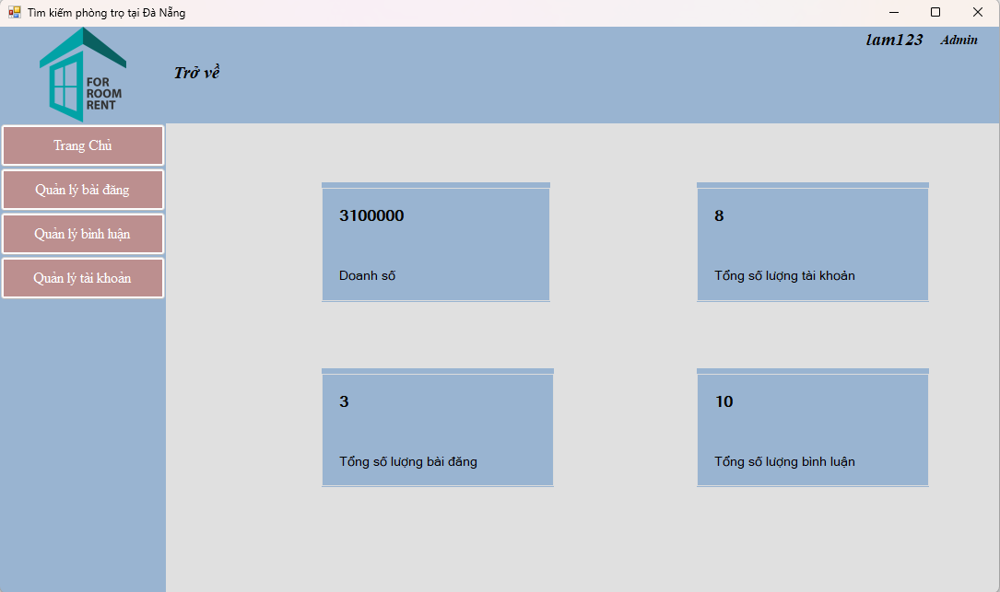 Tìm kiếm phòng trọ tại Đà Nẵng
lam123 Admin
FOR
ROOM
RENT
Trở về
Trang Chủ
Quản lý bài đăng
Quản lý bình luận
Quản lý tài khoản
3100000
Doanh số
8
Tổng số lượng tài khoản
3
Tổng số lượng bài đăng
10
Tổng số lượng bình luận